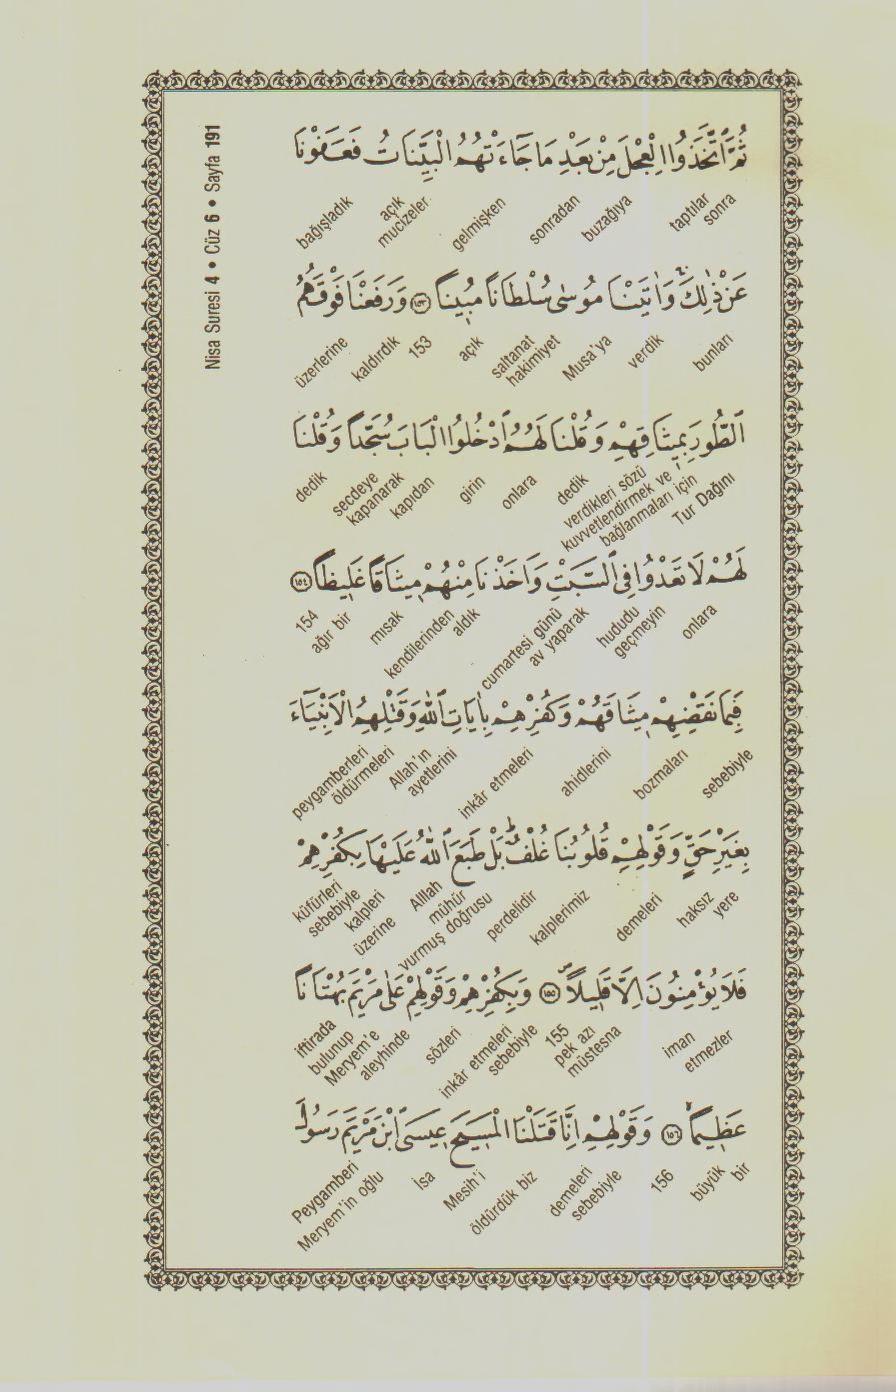 Nisa Suresi 4 • Cüz 6 • Sayfa 191
ثُمَّ اتَّخَذُوا الْعِجْلَ مِنْ بَعْدِ مَا جَاءَتْهُمُ الْبَيِّنَاتُ فَعَفَوْنَا
sonra taptılar buzağıya sonradan gelmişken açık mucizeler bağışladık
عَنْ ذٰلِكَ وَاٰتَيْنَا مُوسٰى سُلْطَانًا مُبِينًا ﴿١٥٣﴾ وَرَفَعْنَا فَوْقَهُمُ
bunları verdik Musa'ya saltanat hakimiyet açık 153 kaldırdık üzerlerine
الطُّورَ بِمِيثَاقِهِمْ وَقُلْنَا لَهُمُ ادْخُلُوا الْبَابَ سُجَّدًا وَقُلْنَا
Tur Dağını verdikleri sözü kuvvetlendirmek ve bağlanmaları için dedik onlara girin kapıdan secdeye kapanarak dedik
لَهُمْ لَا تَعْدُوا فِى السَّبْتِ وَاَخَذْنَا مِنْهُمْ مِيثَاقًا غَلِيظًا ﴿١٥٤﴾
onlara hududu geçmeyin cumartesi günü av yaparak aldık kendilerinden mısak ağır bir 154
فَبِمَا نَقْضِهِمْ مِيثَاقَهُمْ وَكُفْرِهِمْ بِاٰيَاتِ اللّٰهِ وَقَتْلِهِمُ الْاَنْبِيَاءَ
sebebiyle bozmaları ahidlerini inkâr etmeleri Allah'ın ayetlerini öldürmeleri peygamberleri
بِغَيْرِ حَقٍّ وَقَوْلِهِمْ قُلُوبُنَا غُلْفٌ بَلْ طَبَعَ اللّٰهُ عَلَيْهَا بِكُفْرِهِمْ
haksız yere demeleri kalplerimiz perdelidir vurmuş doğrusu mühür Alllah kalpleri üzerine küfürleri sebebiyle
فَلَا يُؤْمِنُونَ اِلَّا قَلِيلًا ﴿١٥٥﴾ وَبِكُفْرِهِمْ وَقَوْلِهِمْ عَلٰى مَرْيَمَ بُهْتَانًا
iman etmezler pek azı müstesna 155 inkâr etmeleri sebebiyle sözleri Meryem'e aleyhinde iftirada bulunup
عَظِيمًا ﴿١٥٦﴾ وَقَوْلِهِمْ اِنَّا قَتَلْنَا الْمَسِيحَ عِيسَى ابْنَ مَرْيَمَ رَسُولَ
büyük bir 156 demeleri sebebiyle öldürdük biz Mesih'i İsa Meryem'in oğlu Peygamberi